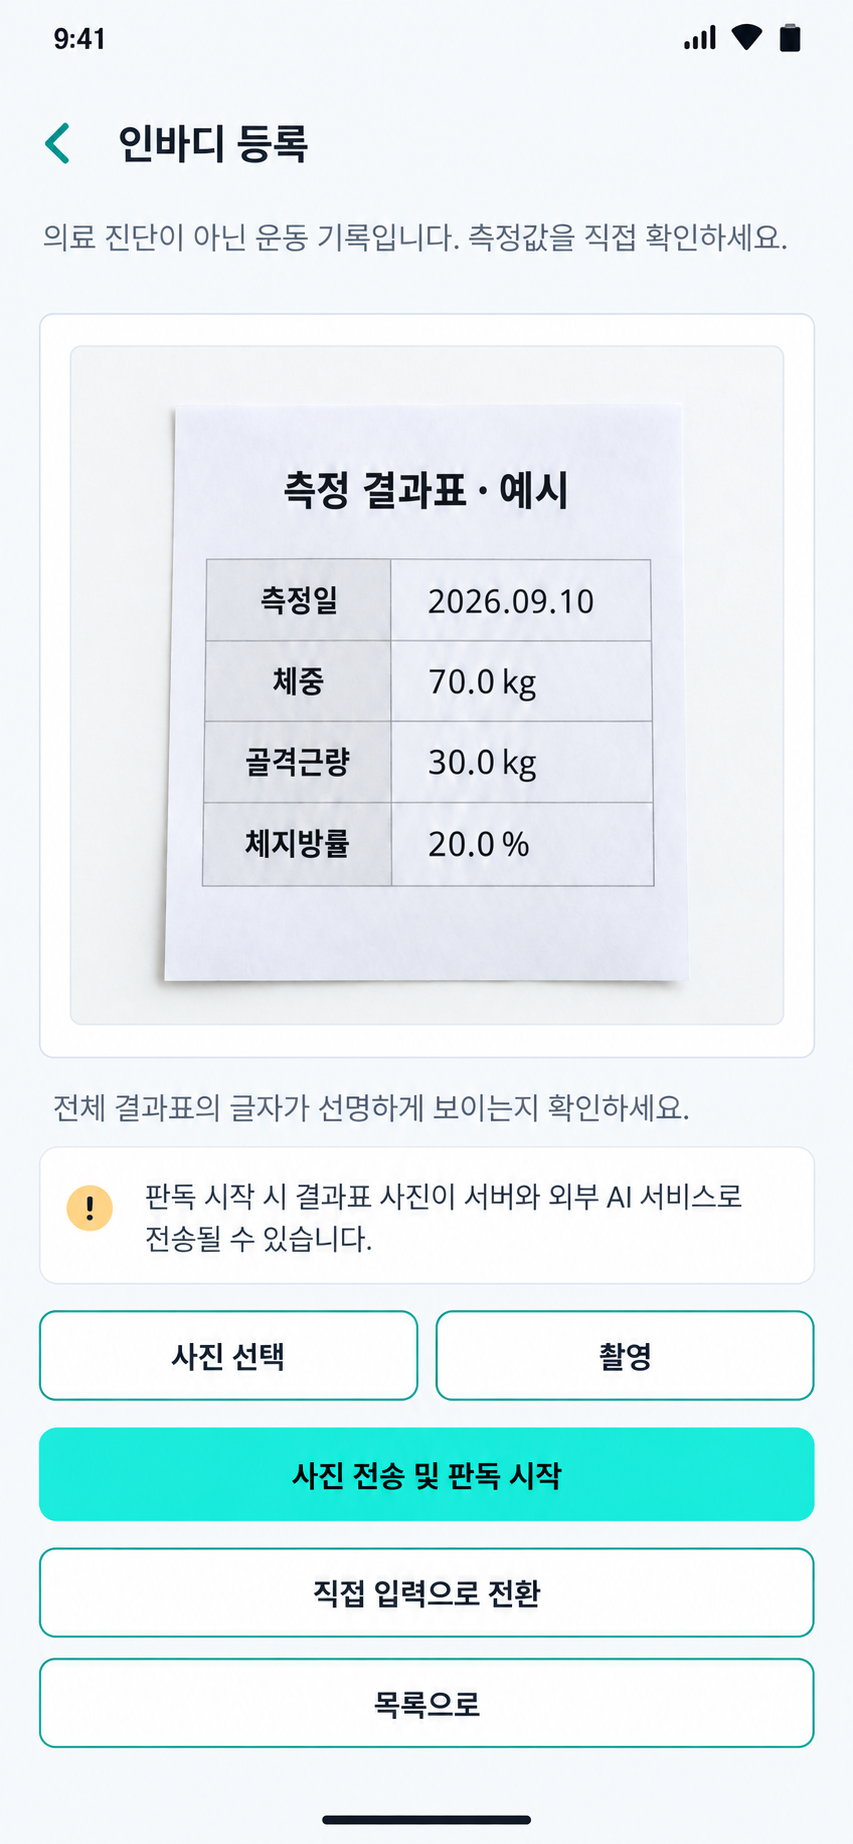 9:41
인바디 등록
의료 진단이 아닌 운동 기록입니다. 측정값을 직접 확인하세요.
측정 결과표 · 예시
측정일 2026.09.10
체중 70.0 kg
골격근량 30.0 kg
체지방률 20.0 %
전체 결과표의 글자가 선명하게 보이는지 확인하세요.
판독 시작 시 결과표 사진이 서버와 외부 AI 서비스로
전송될 수 있습니다.
사진 선택 촬영
사진 전송 및 판독 시작
직접 입력으로 전환
목록으로